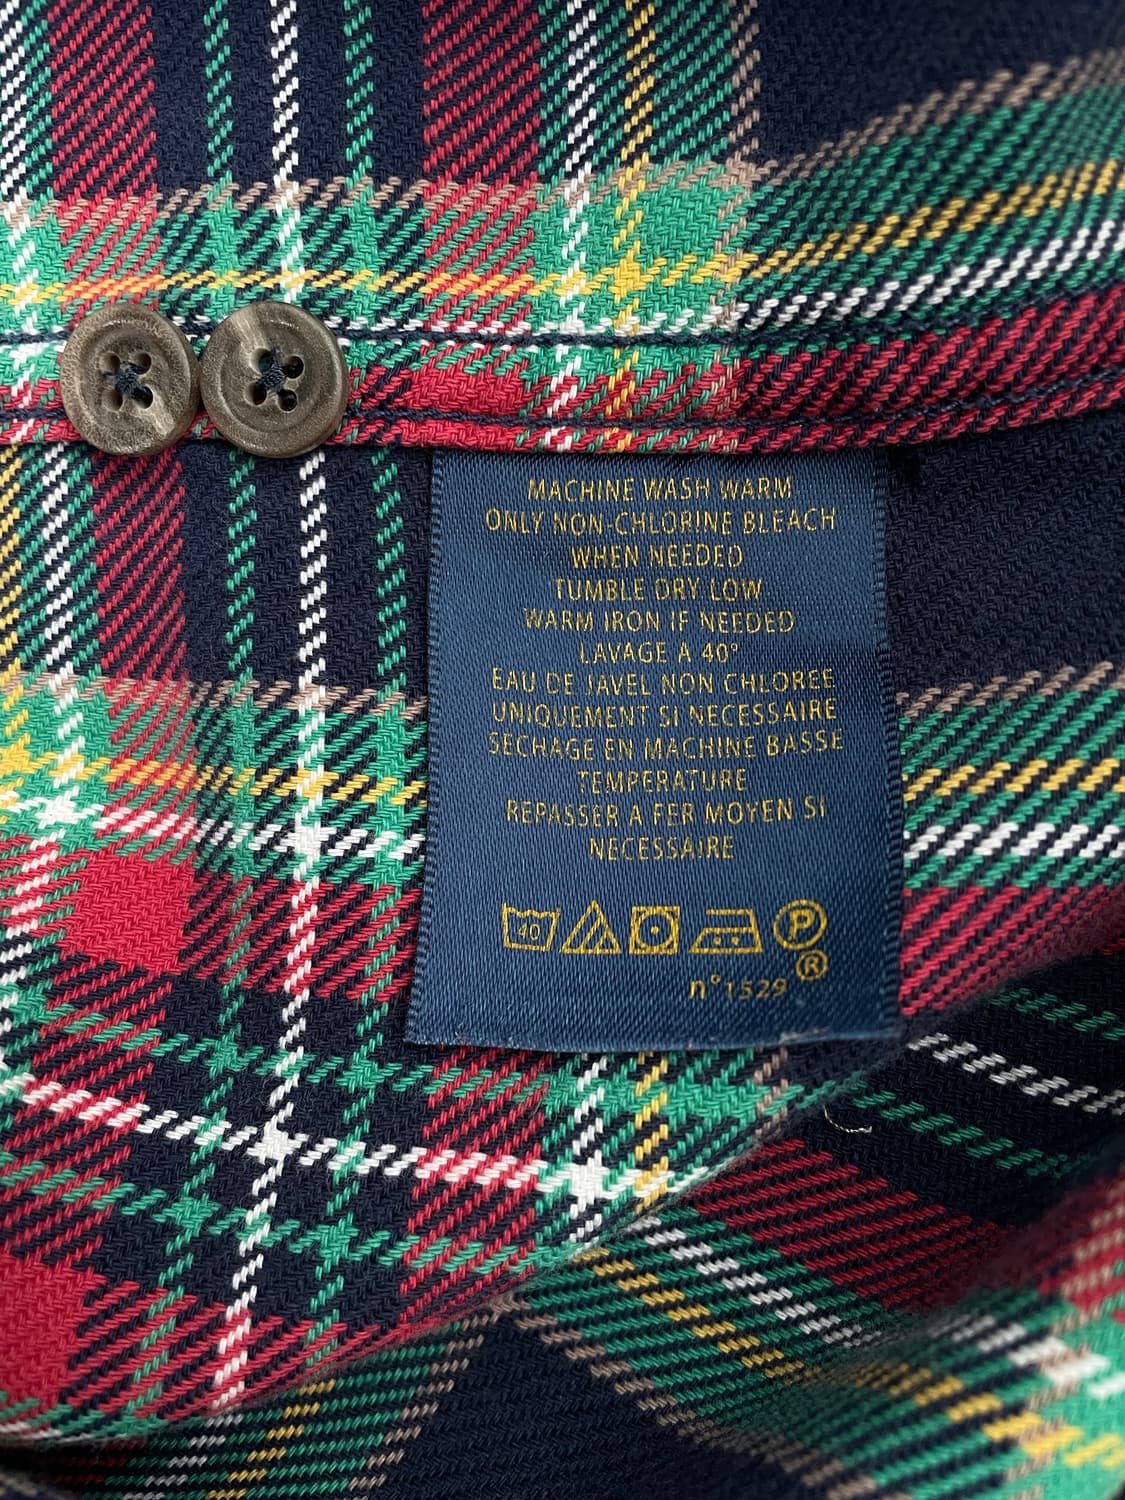 MACHINE WASH WARM
ONLY NON-CHLORINE BLEACH
WHEN NEEDED
TUMBLE DRY LOW
WARM IRON IF NEEDED
LAVAGE A 40°
EAU DE JAVEL NON CHLOREE
UNIQUEMENT SI NECESSAIRE
SECHAGE EN MACHINE BASSE
TEMPERATURE
REPASSER A FER MOYEN SI
NECESSAIRE
40 P
®
n°1529